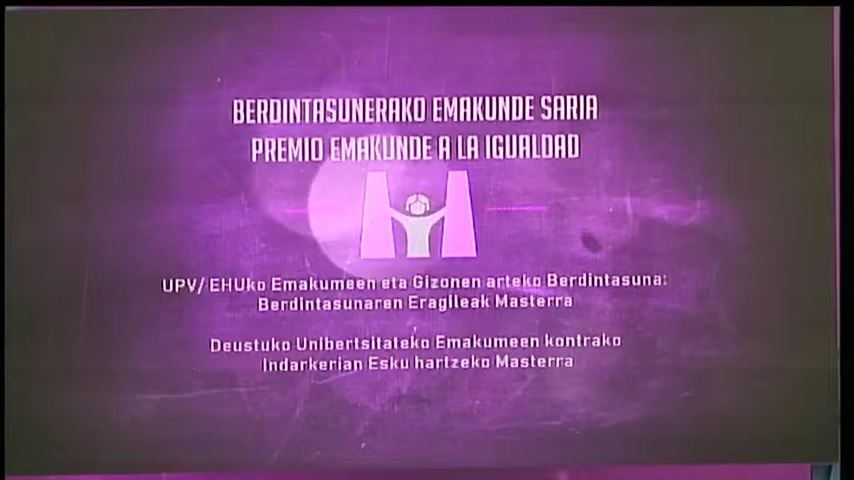 BERDINTASUNERAKO EMAKUNDE SARIA
PREMIO EMAKUNDE A LA IGUALDAD
UPV/EHUko Emakumeen eta Gizonen arteko Berdintasuna:
Berdintasunaren Eragileak Masterra
Deustuko Unibertsitateko Emakumeen kontrako
Indarkerian Esku hartzeko Masterra